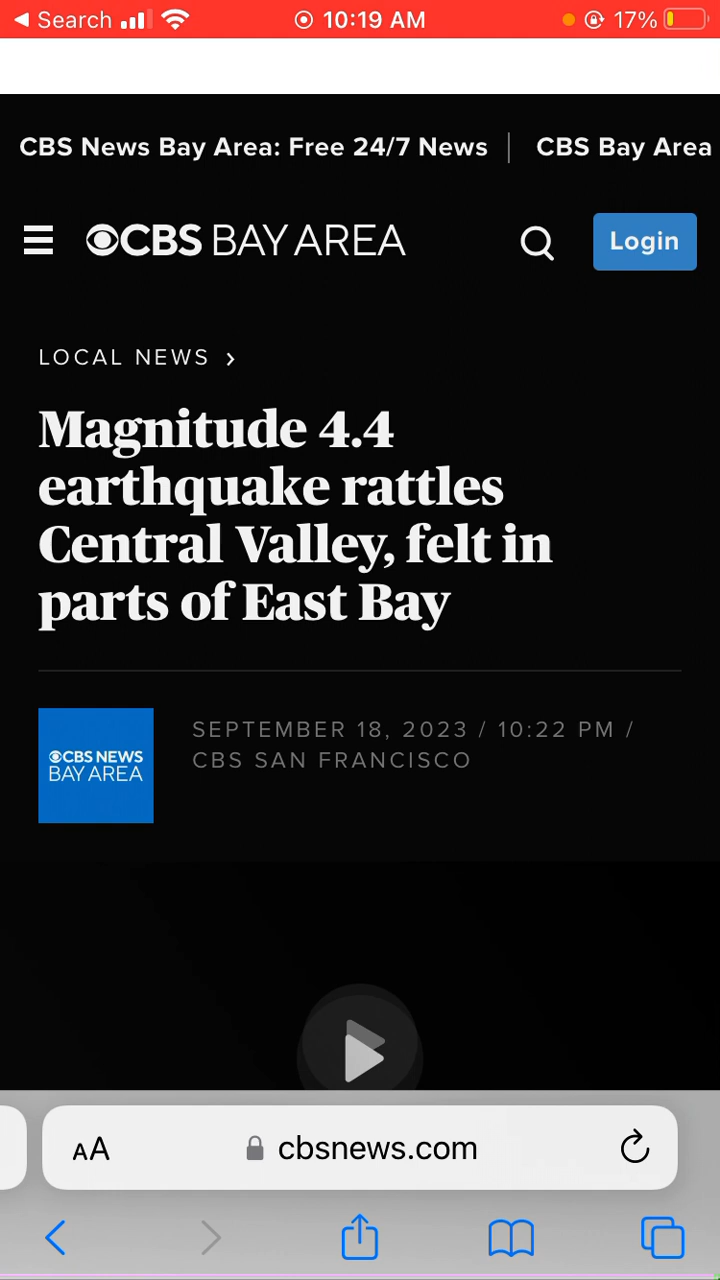 Search 10:19 AM 17%
CBS News Bay Area: Free 24/7 News | CBS Bay Area
CBS BAY AREA Login
LOCAL NEWS >
Magnitude 4.4
earthquake rattles
Central Valley, felt in
parts of East Bay
CBS NEWS
BAY AREA
SEPTEMBER 18, 2023 / 10:22 PM /
CBS SAN FRANCISCO
AA cbsnews.com